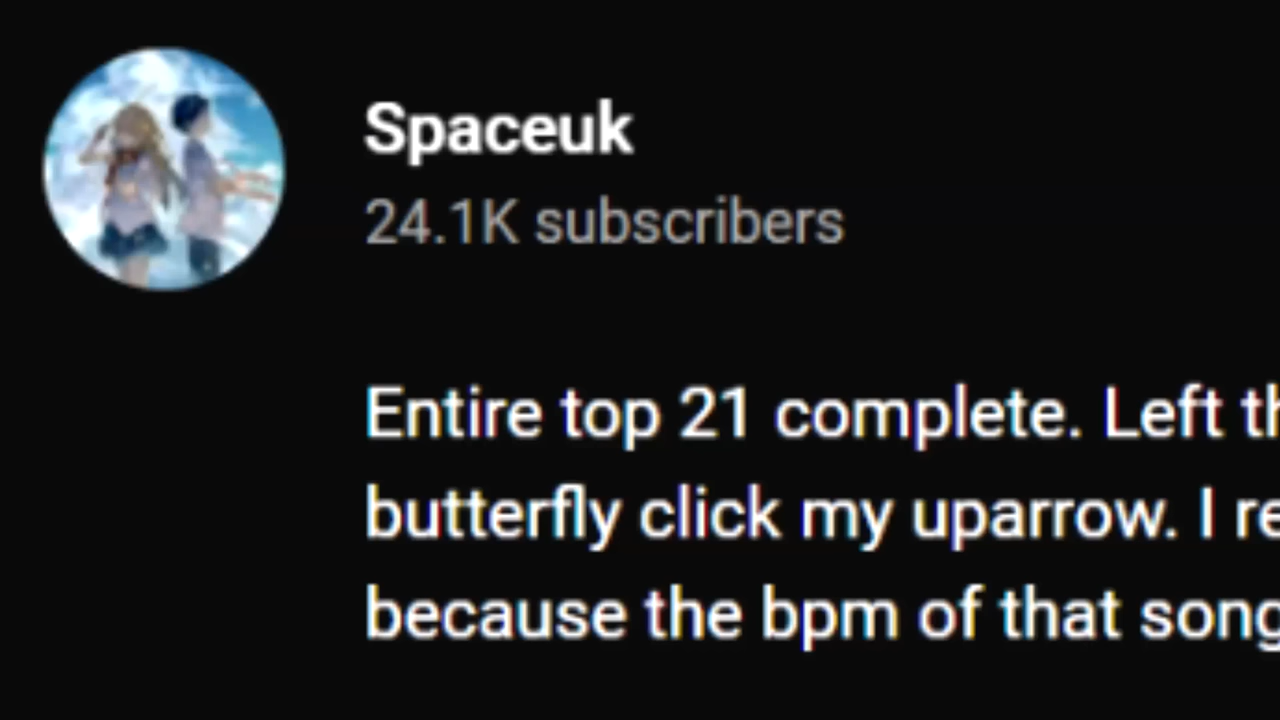 Spaceuk
24.1K subscribers
Entire top 21 complete. Left
butterfly click my uparrow. I
because the bpm of that song